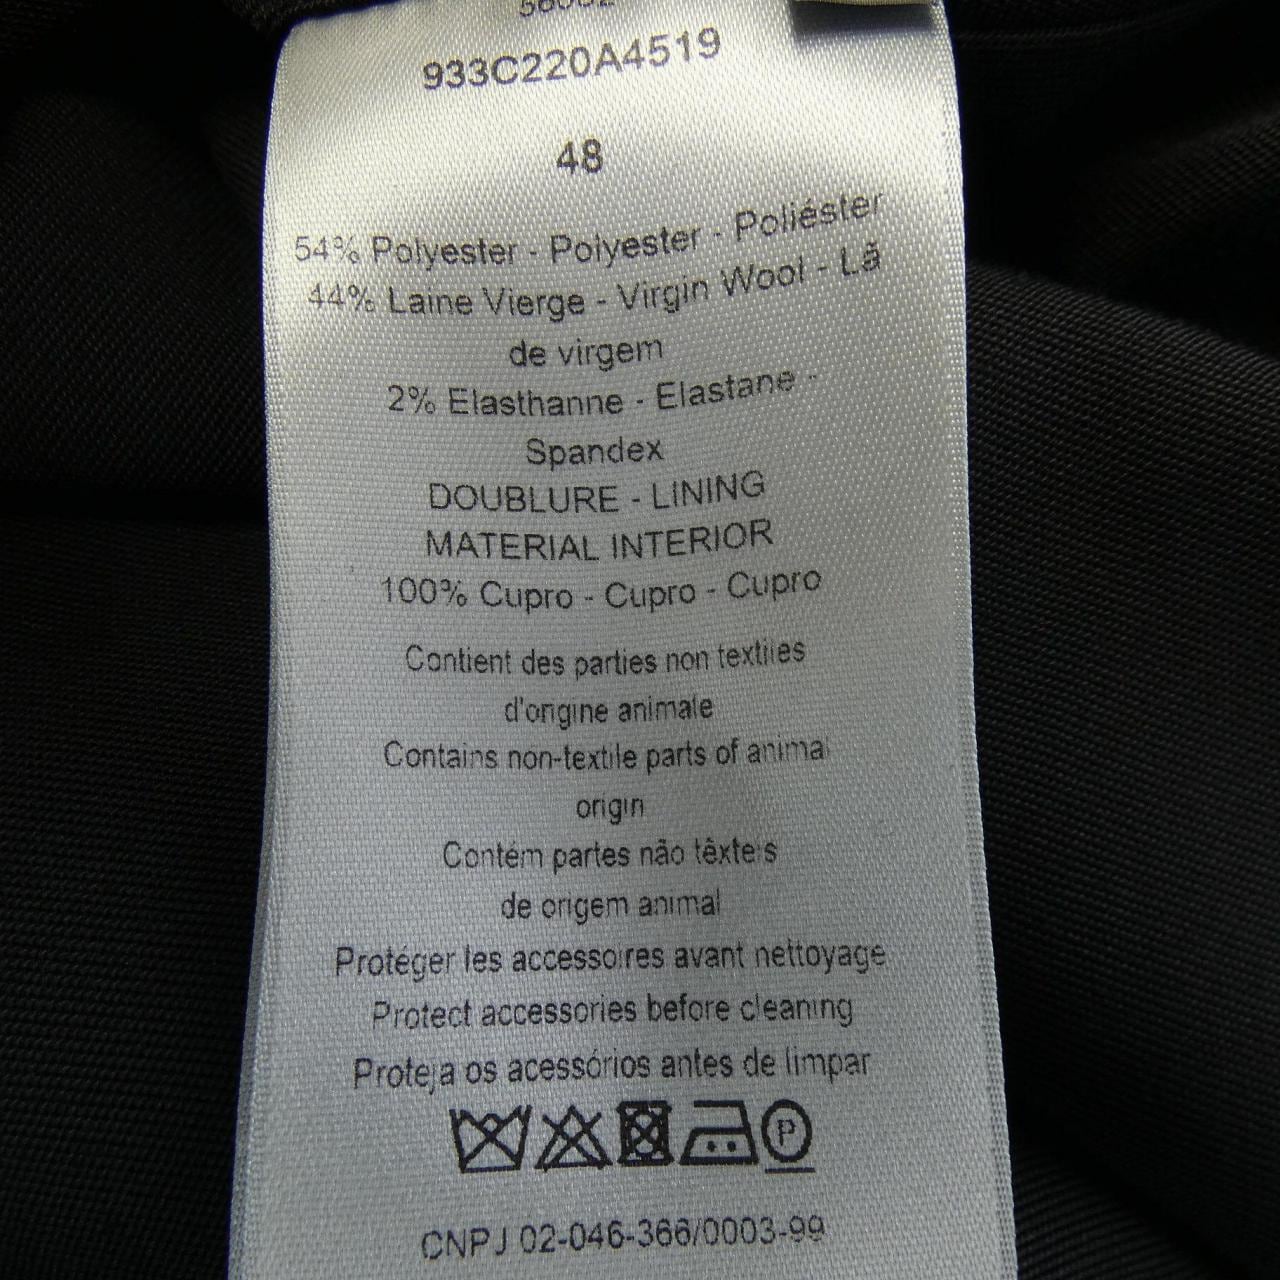 933C220A4519
48
54% Polyester - Polyester - Poliéster
44% Laine Vierge - Virgin Wool - Lã
de virgem
2% Elasthanne - Elastane -
Spandex
DOUBLURE - LINING
MATERIAL INTERIOR
100% Cupro - Cupro - Cupro
Contient des parties non textiles
d'origine animale
Contains non-textile parts of animal
origin
Contém partes não têxteis
de origem animal
Protéger les accessoires avant nettoyage
Protect accessories before cleaning
Proteja os acessórios antes de limpar
P
CNPJ 02-046-366/0003-99